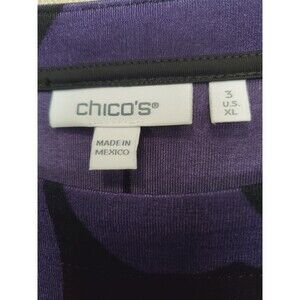 chico's®
MADE IN
MEXICO
3
U.S.
XL